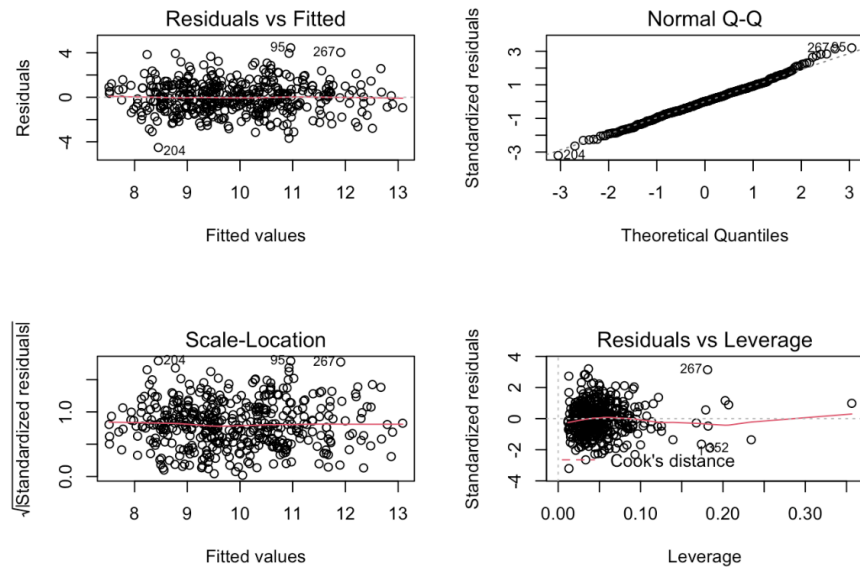 Residuals vs Fitted
Residuals
4
0
-4
95
267
204
8 9 10 11 12 13
Fitted values
Normal Q-Q
Standardized residuals
3
1
-1
-3
267 95
204
-3 -2 -1 0 1 2 3
Theoretical Quantiles
Scale-Location
√|Standardized residuals|
1.0
0.0
204
95
267
8 9 10 11 12 13
Fitted values
Residuals vs Leverage
Standardized residuals
4
2
0
-2
-4
267
352
Cook's distance
0.00 0.10 0.20 0.30
Leverage